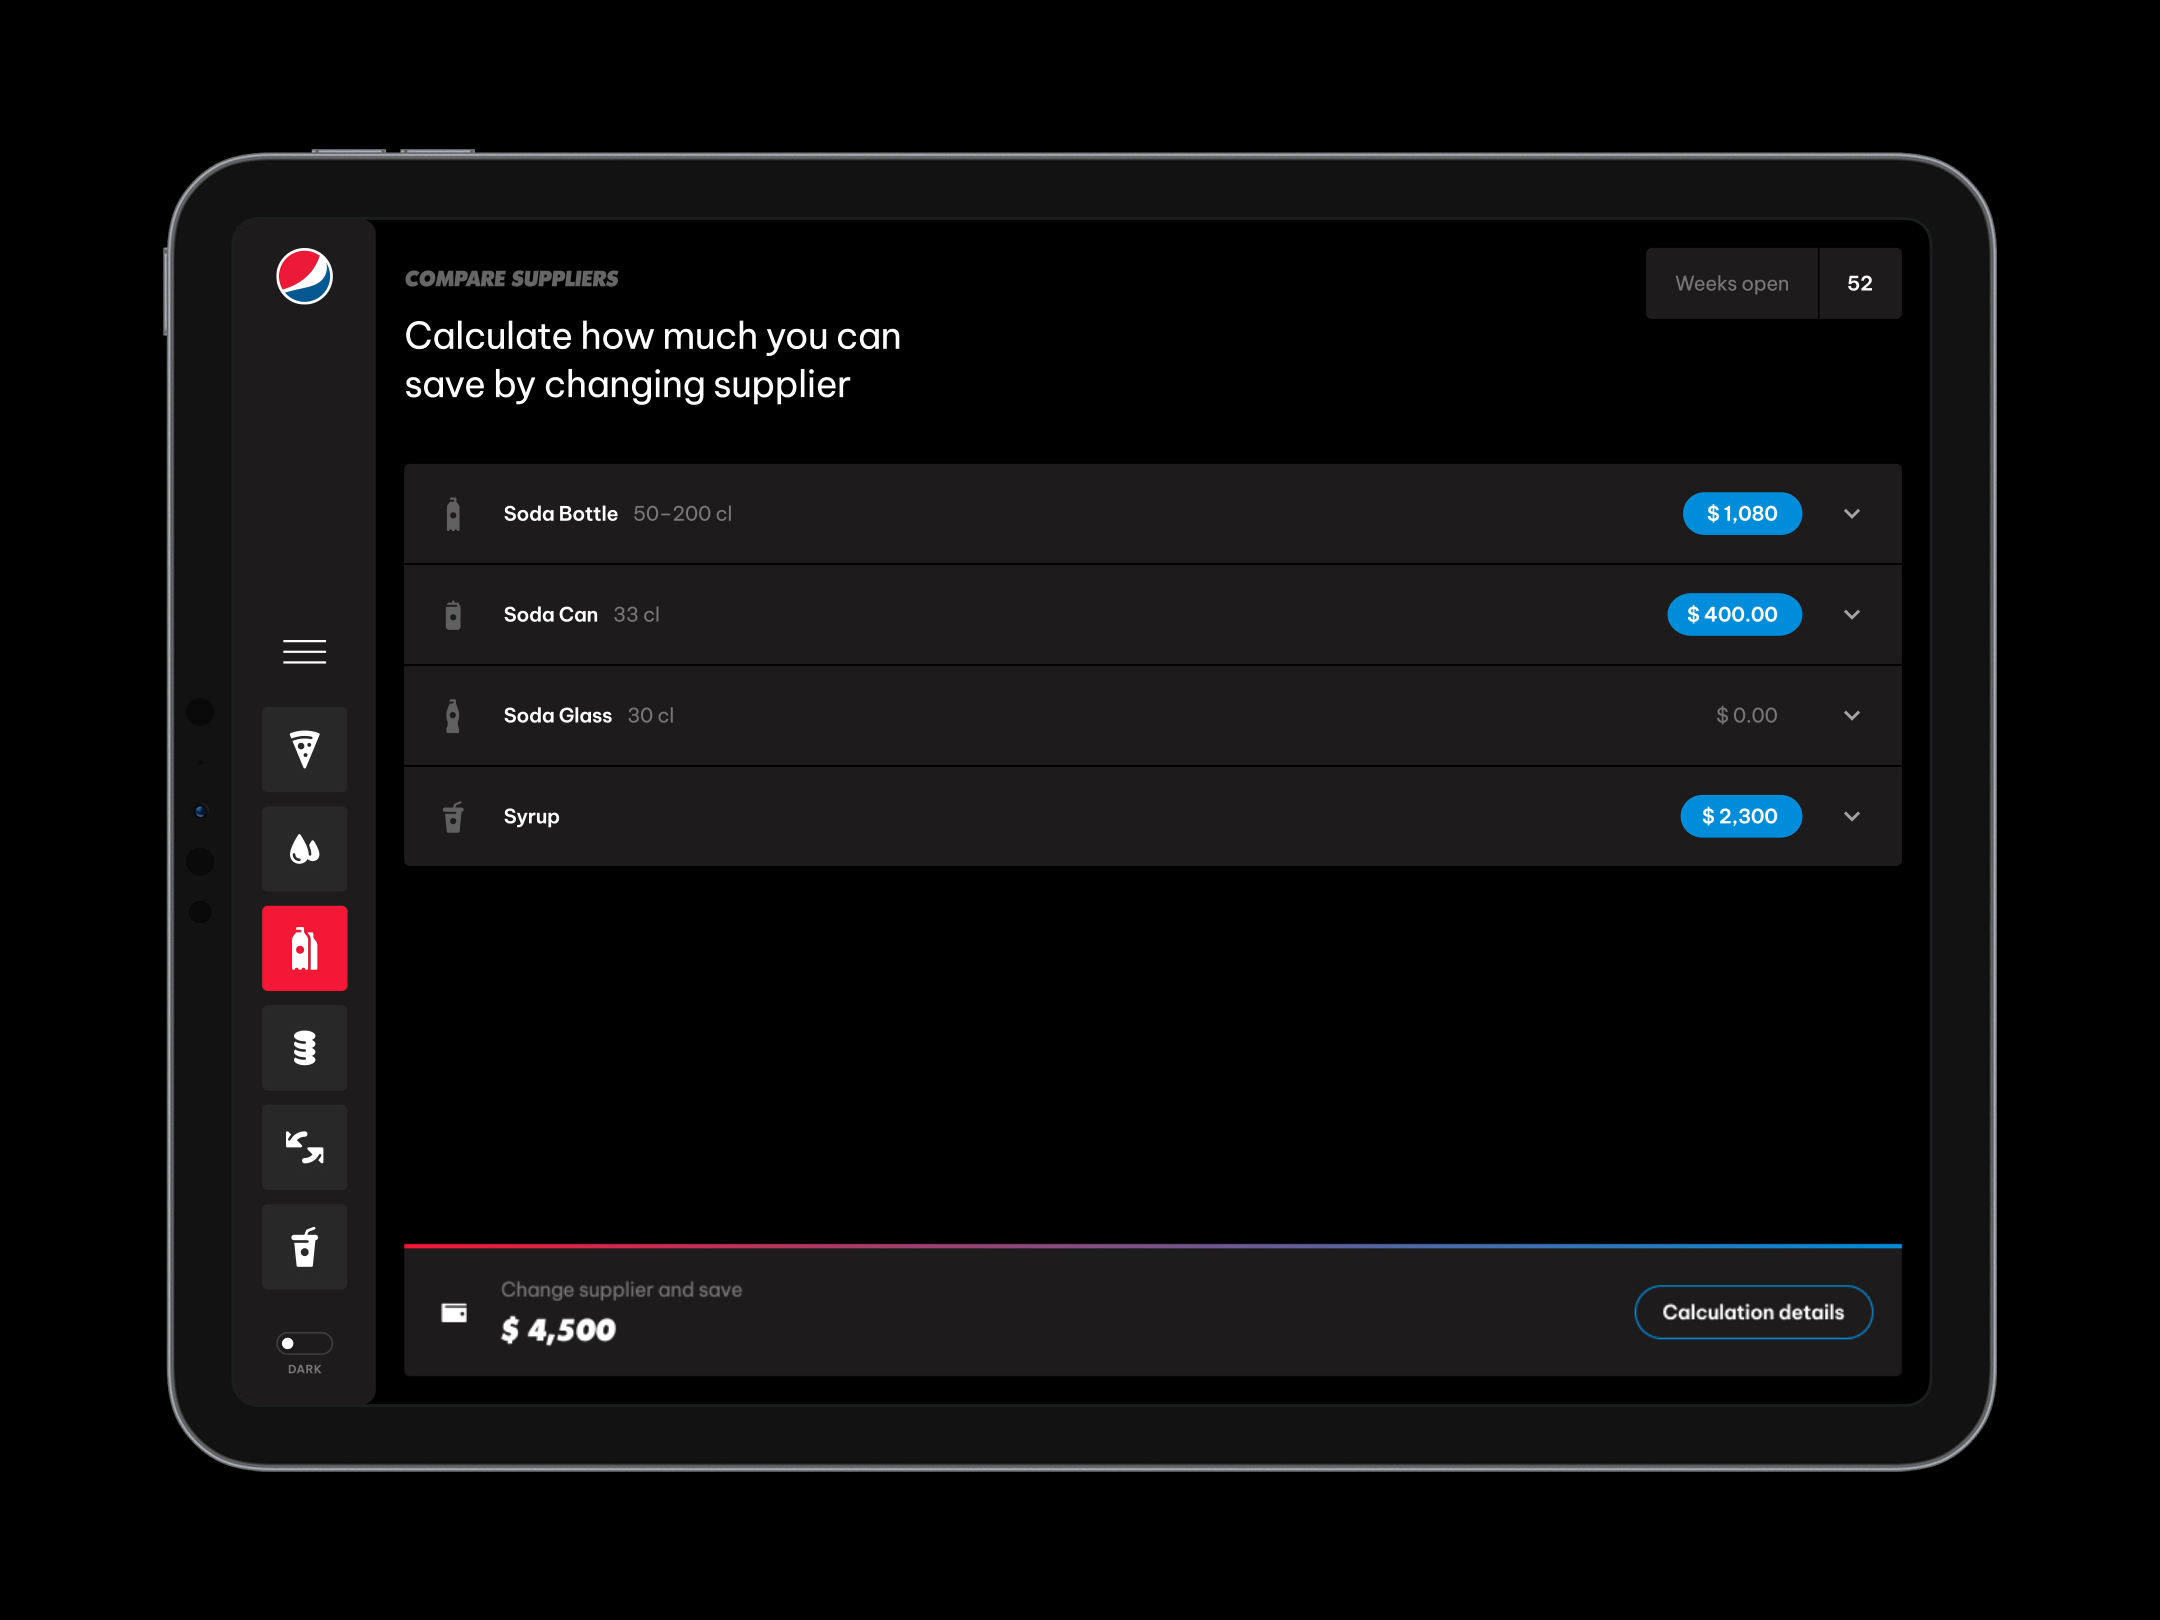 COMPARE SUPPLIERS
Weeks open 52
Calculate how much you can
save by changing supplier
Soda Bottle 50–200 cl $ 1,080
Soda Can 33 cl $ 400.00
Soda Glass 30 cl $ 0.00
Syrup $ 2,300
Change supplier and save
$ 4,500
Calculation details
DARK